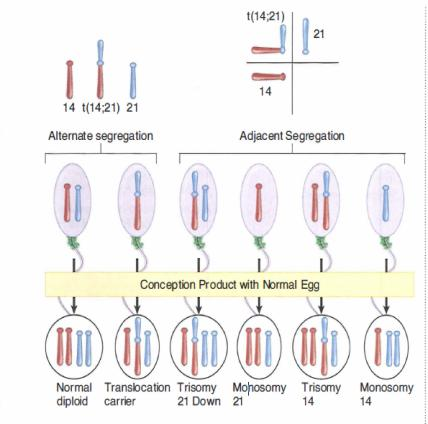 t(14;21)
21
14
14 t(14;21) 21
Alternate segregation
Adjacent Segregation
Conception Product with Normal Egg
Normal Translocation Trisomy Monosomy Trisomy Monosomy
diploid carrier 21 Down 21 14 14